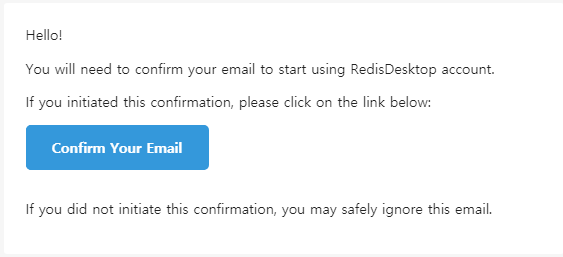 Hello!
You will need to confirm your email to start using RedisDesktop account.
If you initiated this confirmation, please click on the link below:
Confirm Your Email
If you did not initiate this confirmation, you may safely ignore this email.